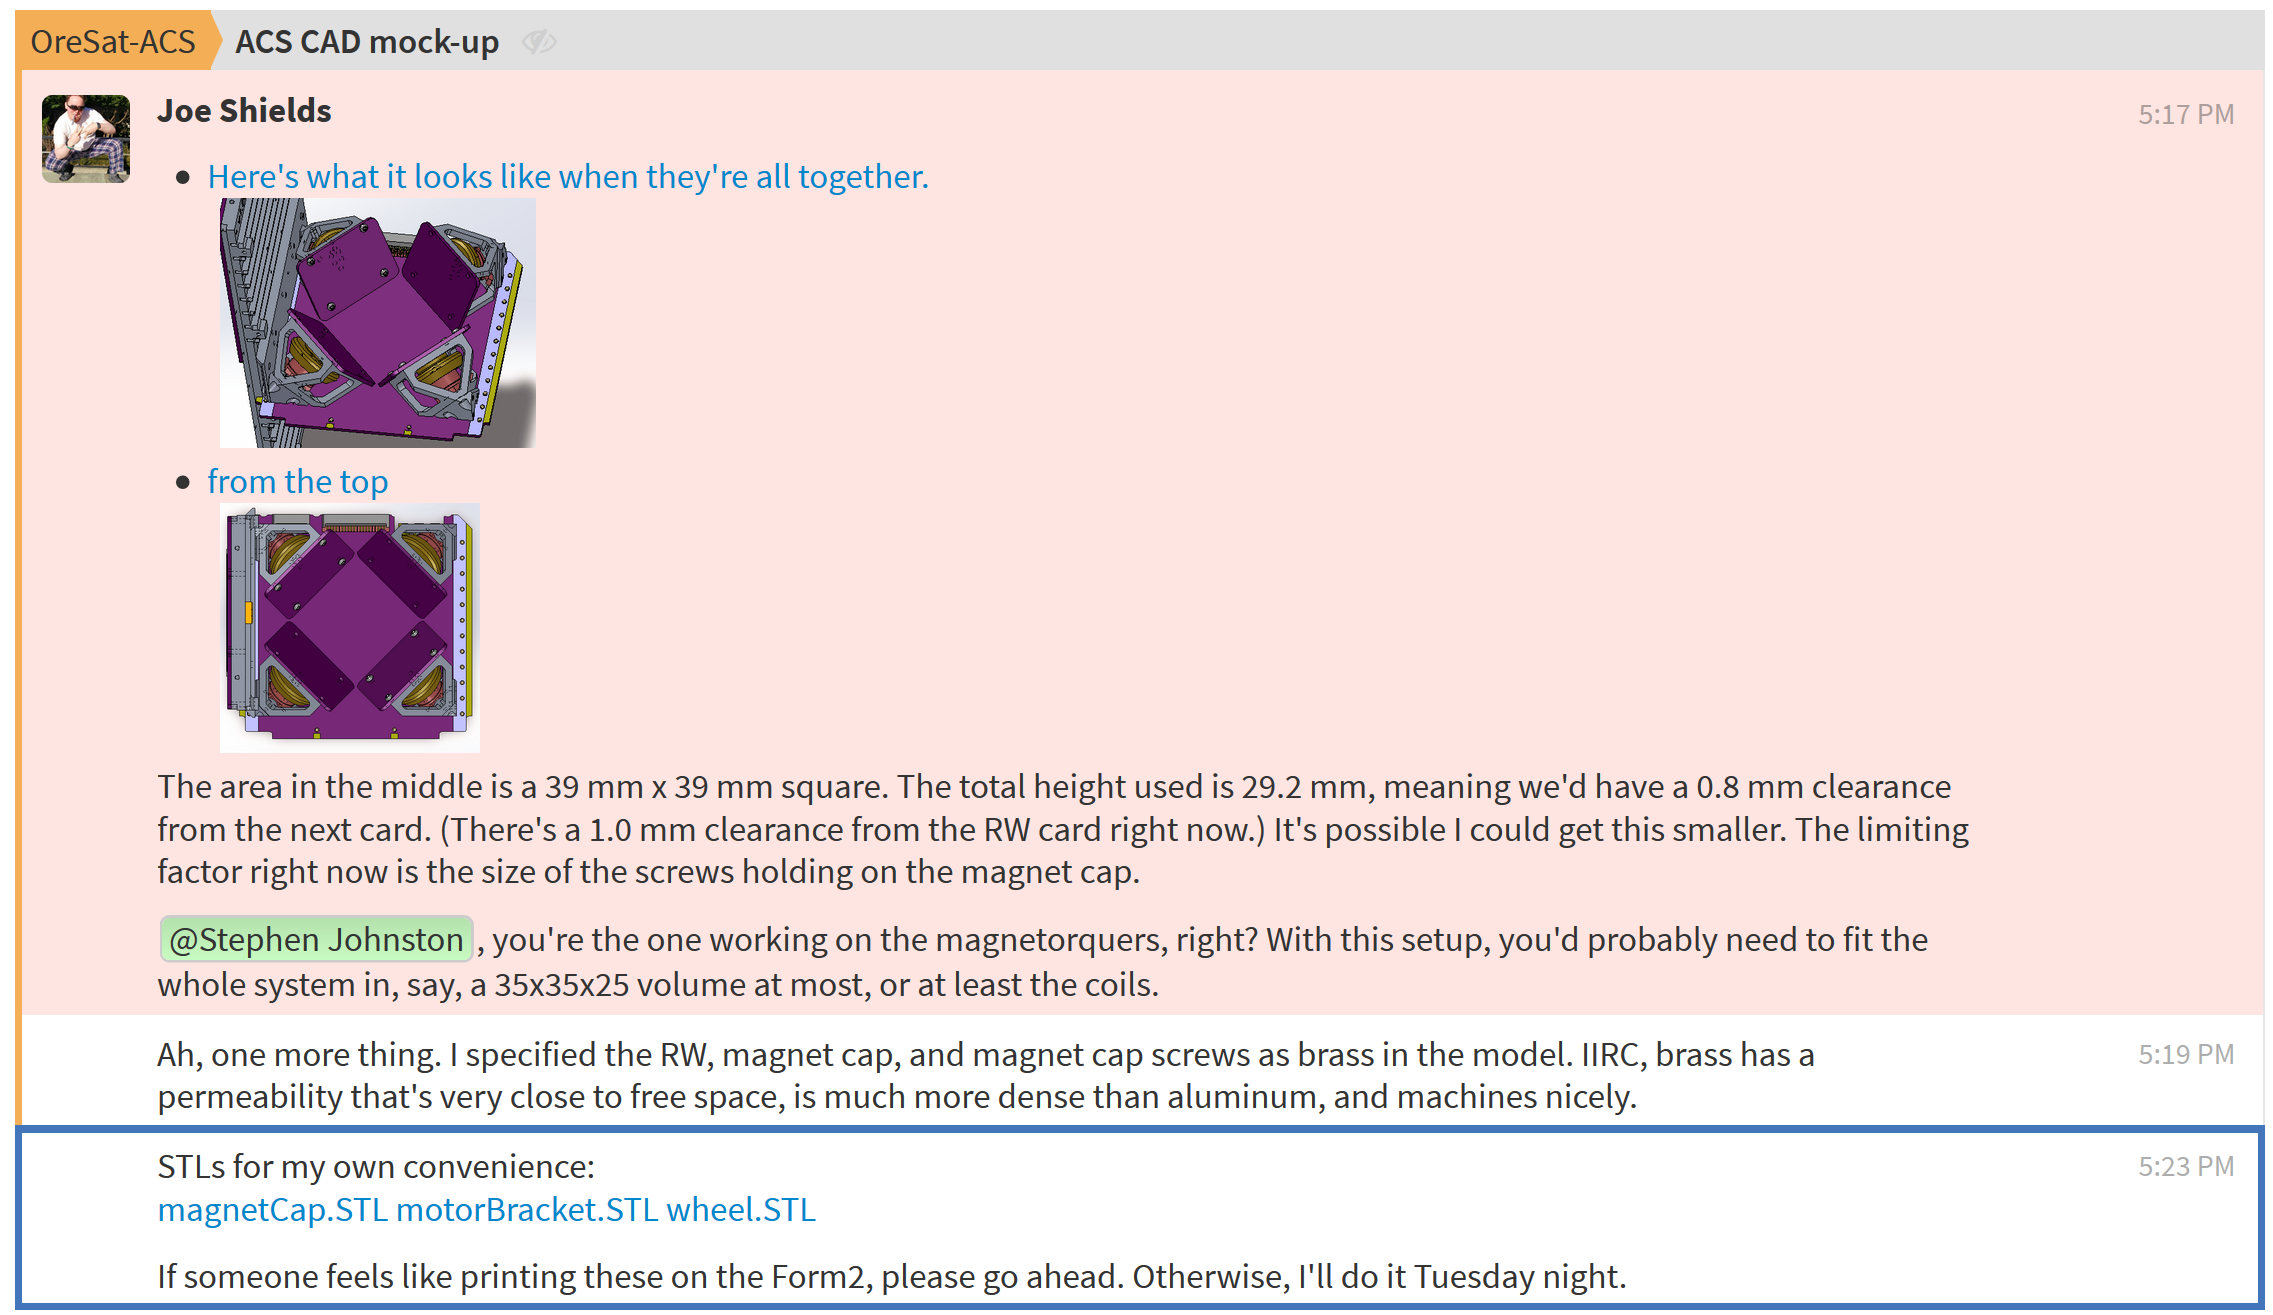 OreSat-ACS ACS CAD mock-up
Joe Shields 5:17 PM
Here's what it looks like when they're all together.
from the top
The area in the middle is a 39 mm x 39 mm square. The total height used is 29.2 mm, meaning we'd have a 0.8 mm clearance
from the next card. (There's a 1.0 mm clearance from the RW card right now.) It's possible I could get this smaller. The limiting
factor right now is the size of the screws holding on the magnet cap.
@Stephen Johnston , you're the one working on the magnetorquers, right? With this setup, you'd probably need to fit the
whole system in, say, a 35x35x25 volume at most, or at least the coils.
Ah, one more thing. I specified the RW, magnet cap, and magnet cap screws as brass in the model. IIRC, brass has a 5:19 PM
permeability that's very close to free space, is much more dense than aluminum, and machines nicely.
STLs for my own convenience: 5:23 PM
magnetCap.STL motorBracket.STL wheel.STL
If someone feels like printing these on the Form2, please go ahead. Otherwise, I'll do it Tuesday night.